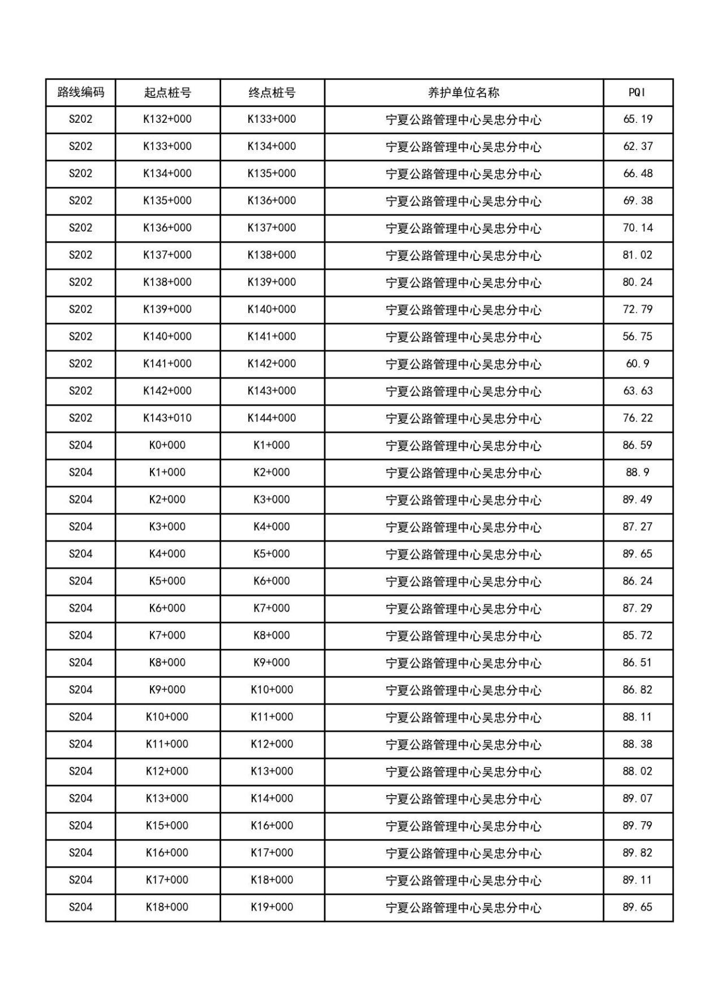 路线编码 起点桩号 终点桩号 养护单位名称 PQI
S202 K132+000 K133+000 宁夏公路管理中心吴忠分中心 65.19
S202 K133+000 K134+000 宁夏公路管理中心吴忠分中心 62.37
S202 K134+000 K135+000 宁夏公路管理中心吴忠分中心 66.48
S202 K135+000 K136+000 宁夏公路管理中心吴忠分中心 69.38
S202 K136+000 K137+000 宁夏公路管理中心吴忠分中心 70.14
S202 K137+000 K138+000 宁夏公路管理中心吴忠分中心 81.02
S202 K138+000 K139+000 宁夏公路管理中心吴忠分中心 80.24
S202 K139+000 K140+000 宁夏公路管理中心吴忠分中心 72.79
S202 K140+000 K141+000 宁夏公路管理中心吴忠分中心 56.75
S202 K141+000 K142+000 宁夏公路管理中心吴忠分中心 60.9
S202 K142+000 K143+000 宁夏公路管理中心吴忠分中心 63.63
S202 K143+010 K144+000 宁夏公路管理中心吴忠分中心 76.22
S204 K0+000 K1+000 宁夏公路管理中心吴忠分中心 86.59
S204 K1+000 K2+000 宁夏公路管理中心吴忠分中心 88.9
S204 K2+000 K3+000 宁夏公路管理中心吴忠分中心 89.49
S204 K3+000 K4+000 宁夏公路管理中心吴忠分中心 87.27
S204 K4+000 K5+000 宁夏公路管理中心吴忠分中心 89.65
S204 K5+000 K6+000 宁夏公路管理中心吴忠分中心 86.24
S204 K6+000 K7+000 宁夏公路管理中心吴忠分中心 87.29
S204 K7+000 K8+000 宁夏公路管理中心吴忠分中心 85.72
S204 K8+000 K9+000 宁夏公路管理中心吴忠分中心 86.51
S204 K9+000 K10+000 宁夏公路管理中心吴忠分中心 86.82
S204 K10+000 K11+000 宁夏公路管理中心吴忠分中心 88.11
S204 K11+000 K12+000 宁夏公路管理中心吴忠分中心 88.38
S204 K12+000 K13+000 宁夏公路管理中心吴忠分中心 88.02
S204 K13+000 K14+000 宁夏公路管理中心吴忠分中心 89.07
S204 K15+000 K16+000 宁夏公路管理中心吴忠分中心 89.79
S204 K16+000 K17+000 宁夏公路管理中心吴忠分中心 89.82
S204 K17+000 K18+000 宁夏公路管理中心吴忠分中心 89.11
S204 K18+000 K19+000 宁夏公路管理中心吴忠分中心 89.65